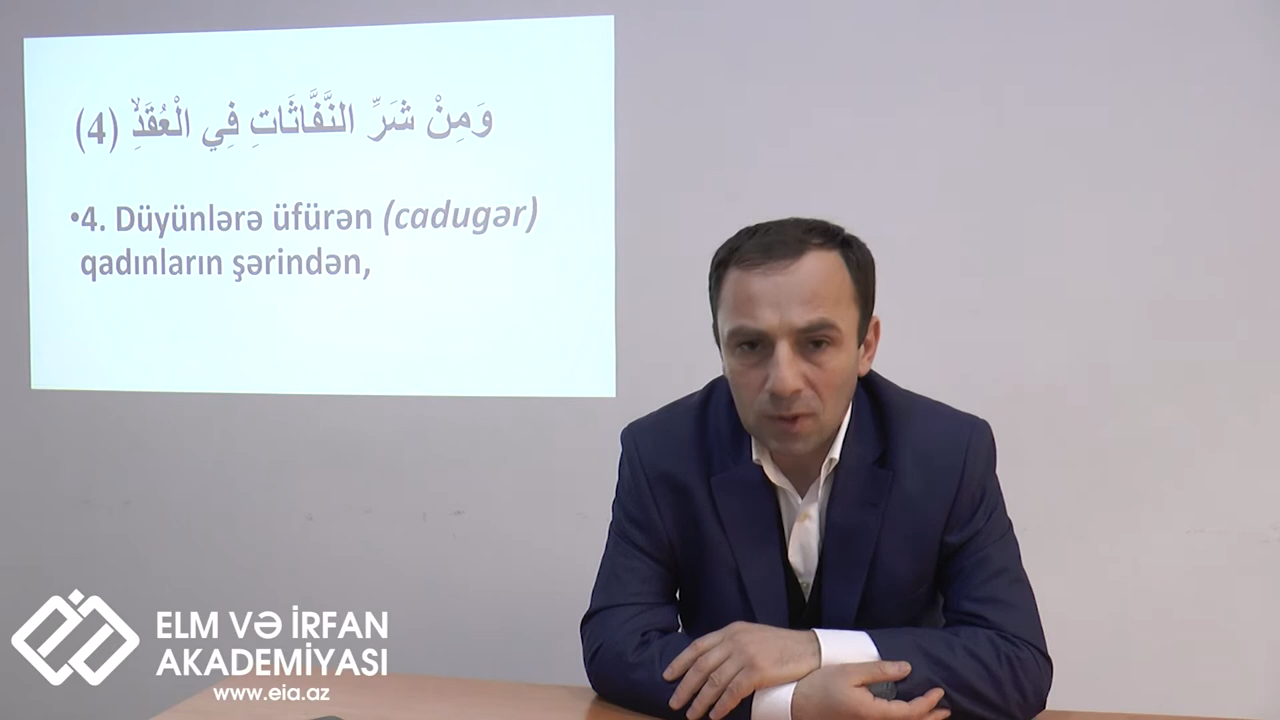 وَمِنْ شَرِّ النَّفَّاثَاتِ فِي الْعُقَدِۙ (4)
•4. Düyünlərə üfürən (cadugər)
qadınların şərindən,
ELM VƏ İRFAN
AKADEMİYASI
www.eia.az